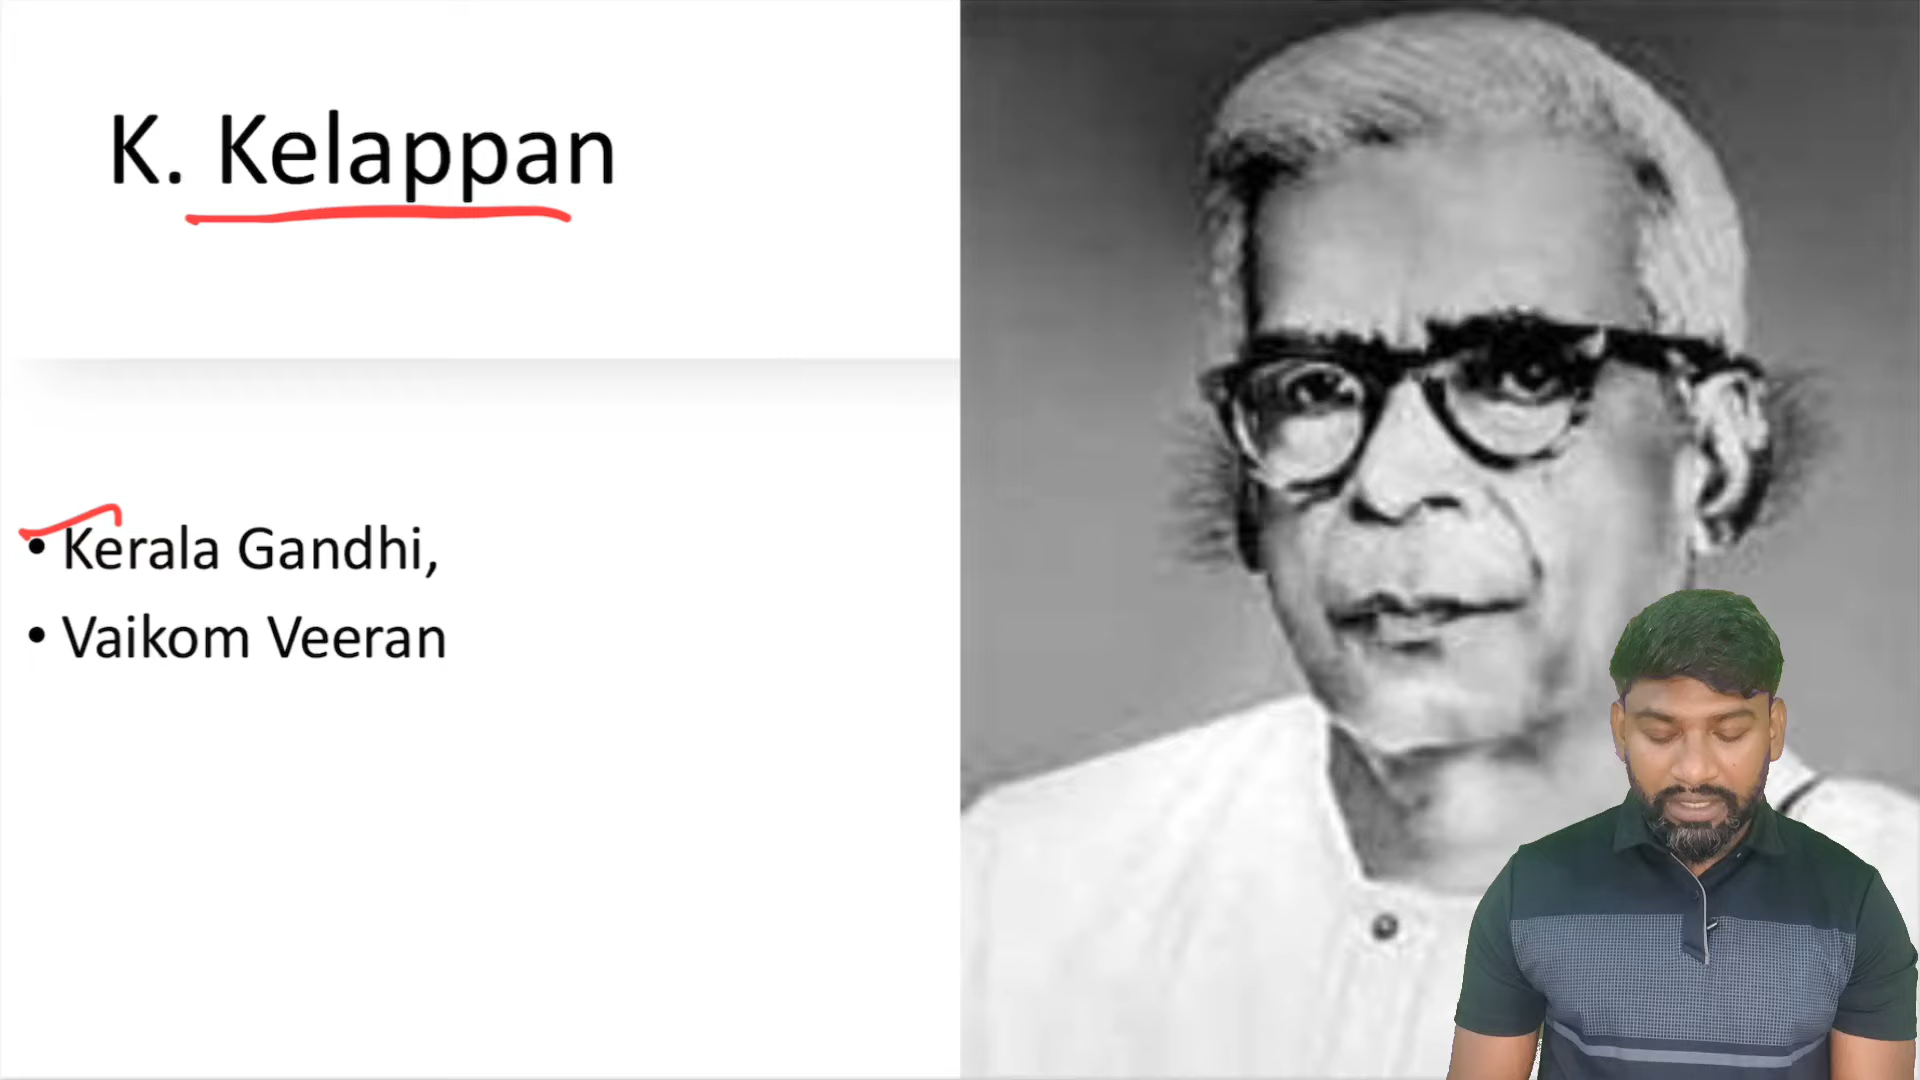 K. Kelappan
• Kerala Gandhi,
• Vaikom Veeran